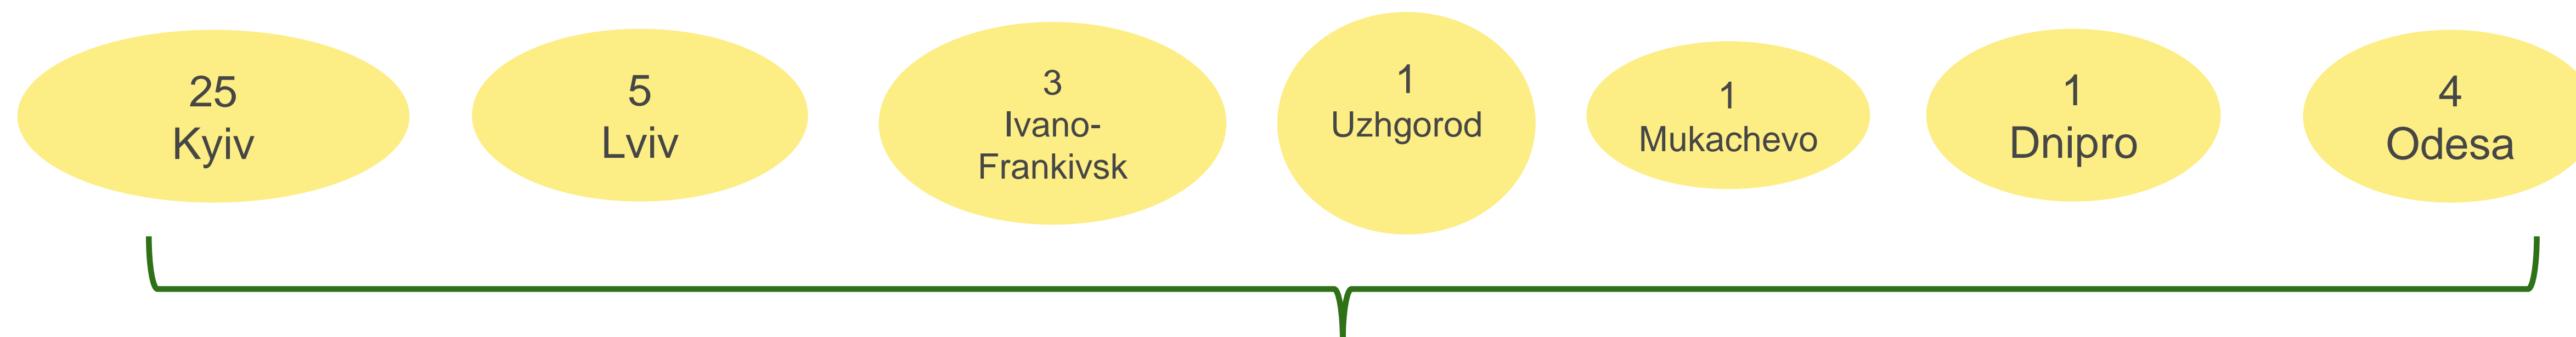 25
Kyiv
5
Lviv
3
Ivano-
Frankivsk
1
Uzhgorod
1
Mukachevo
1
Dnipro
4
Odesa